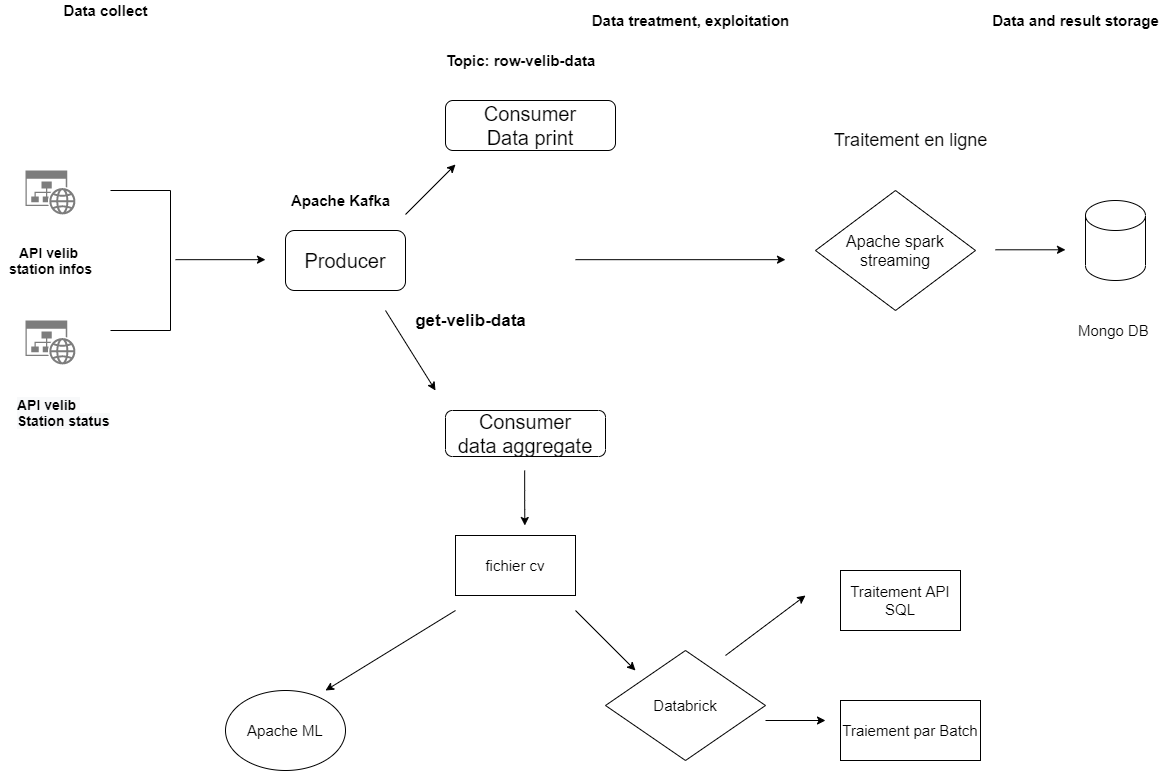 Data collect
Data treatment, exploitation
Data and result storage
Topic: row-velib-data
Consumer
Data print
Traitement en ligne
Apache Kafka
Producer
API velib
station infos
Apache spark
streaming
get-velib-data
Mongo DB
API velib
Station status
Consumer
data aggregate
fichier cv
Traitement API
SQL
Databrick
Apache ML
Traiement par Batch